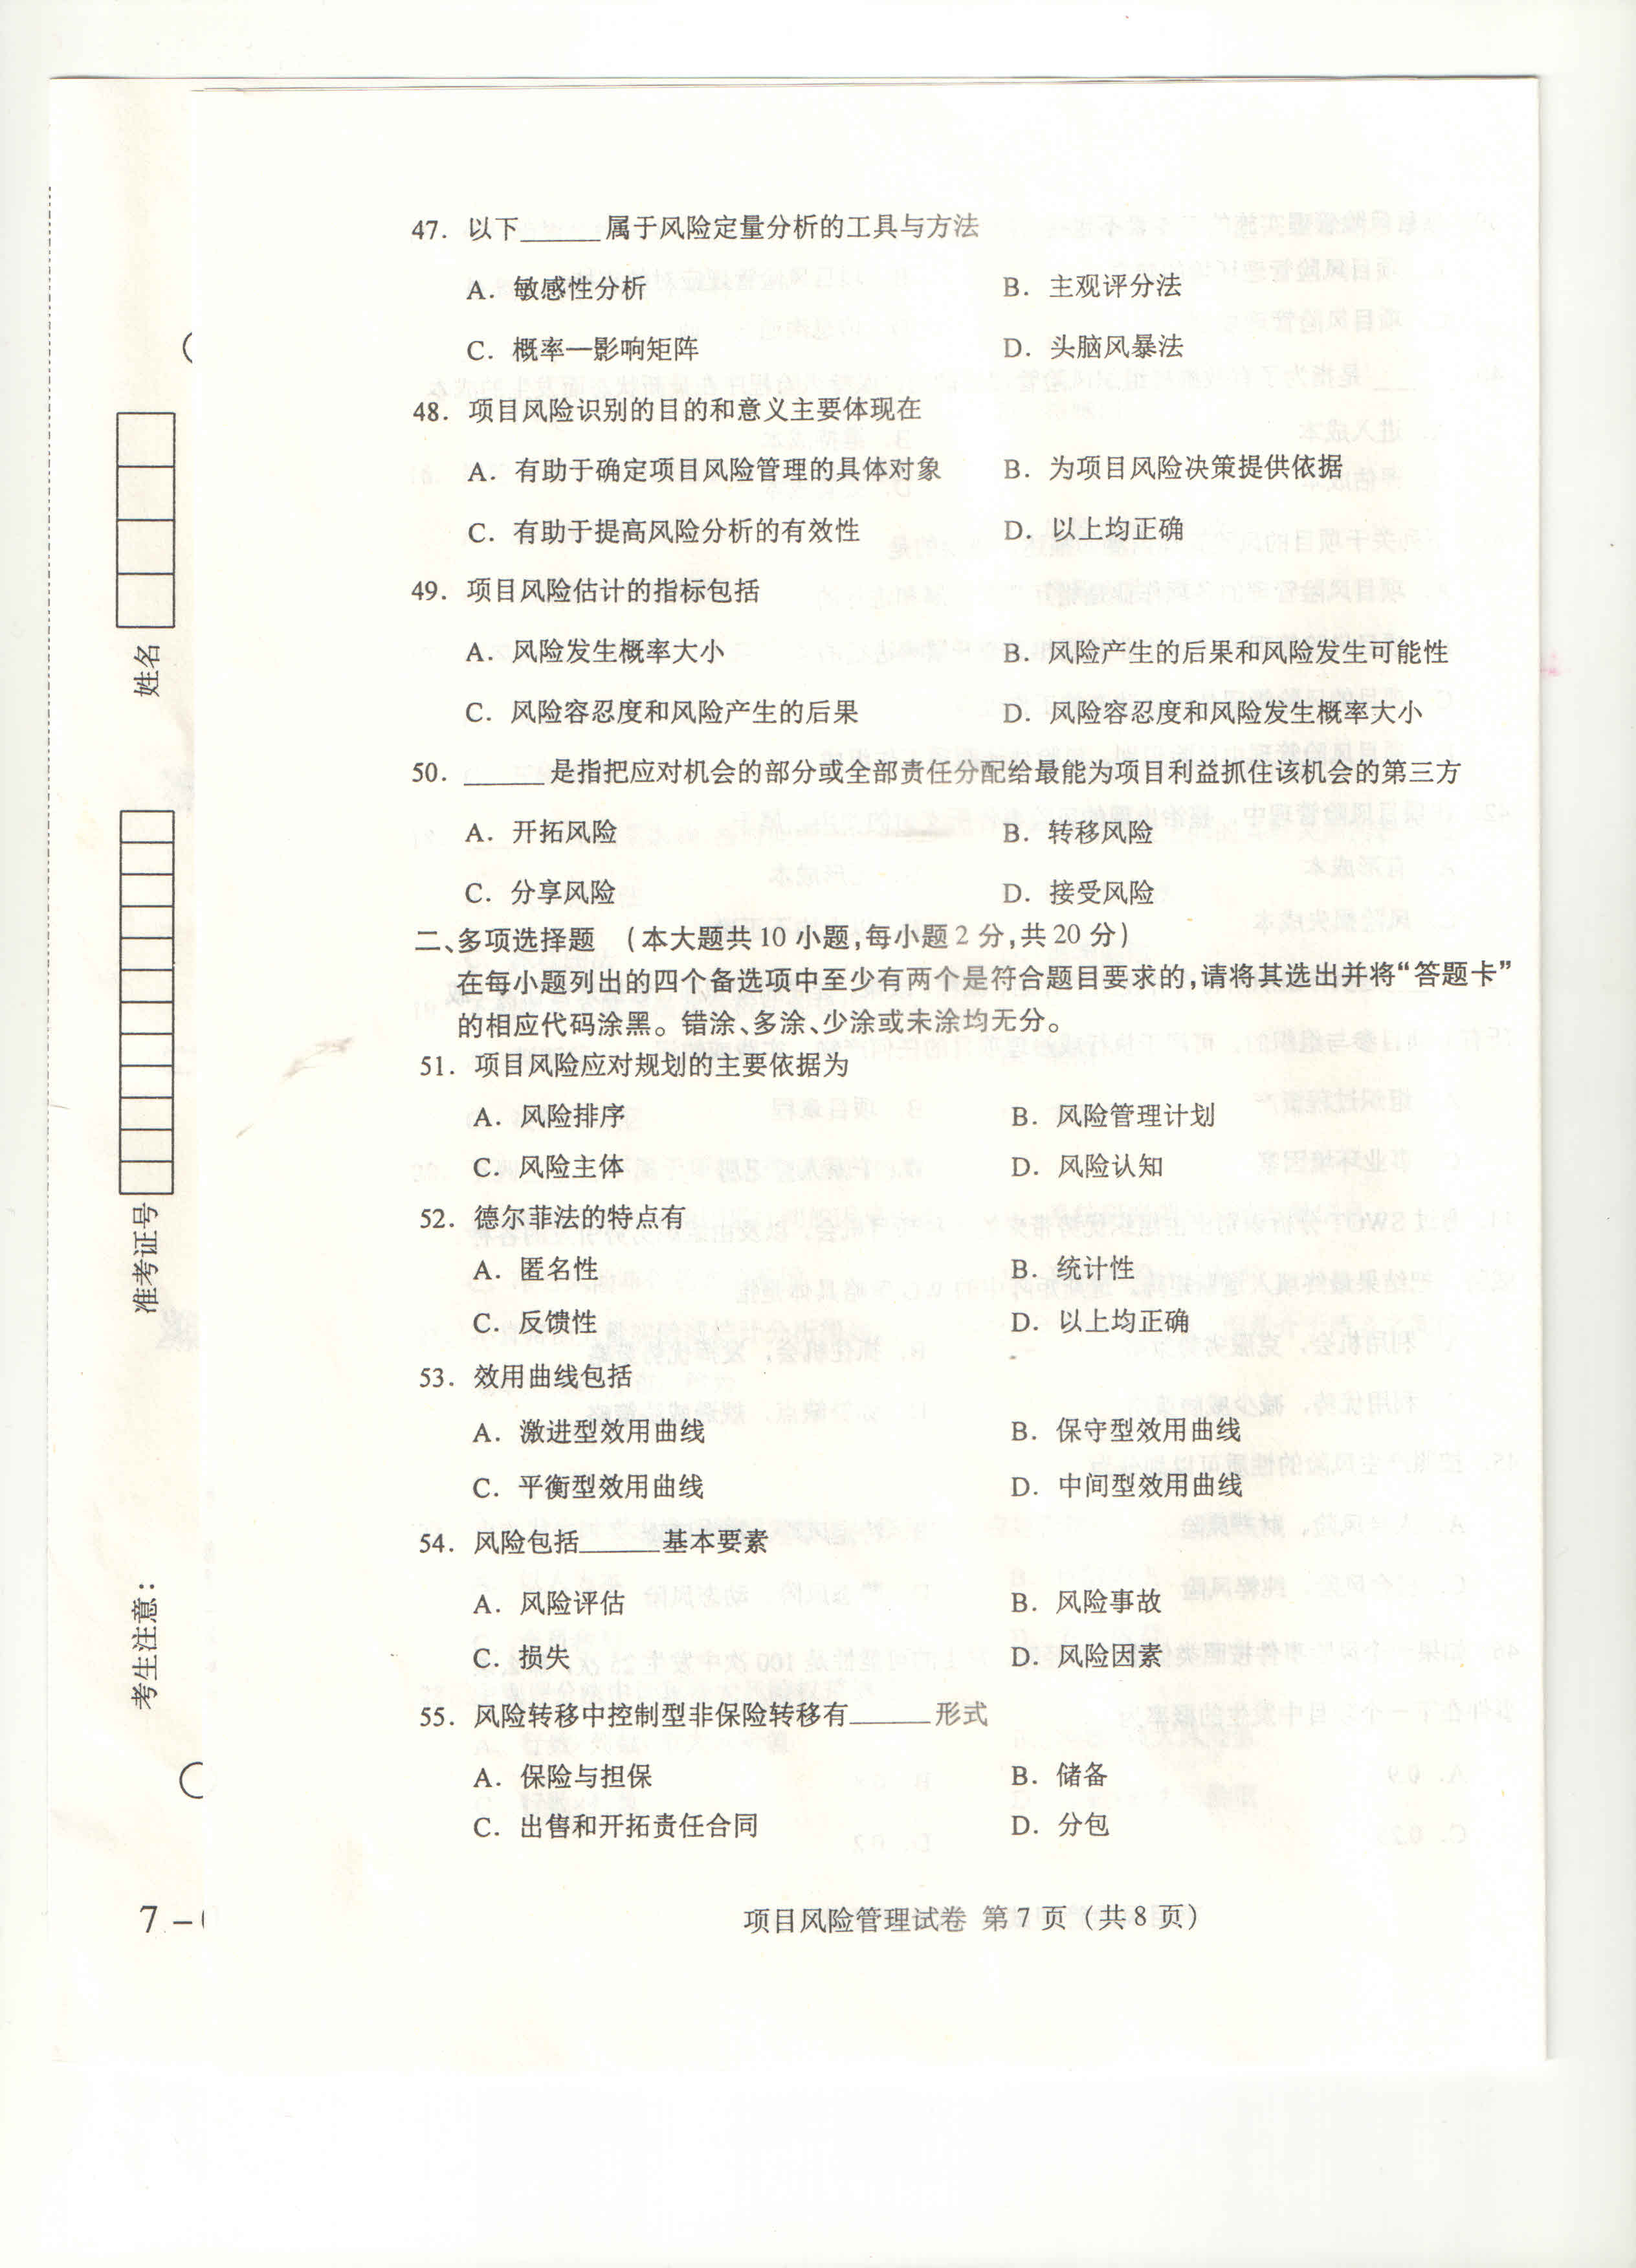 47. 以下______属于风险定量分析的工具与方法
A. 敏感性分析 B. 主观评分法
C. 概率—影响矩阵 D. 头脑风暴法
48. 项目风险识别的目的和意义主要体现在
A. 有助于确定项目风险管理的具体对象 B. 为项目风险决策提供依据
C. 有助于提高风险分析的有效性 D. 以上均正确
49. 项目风险估计的指标包括
A. 风险发生概率大小 B. 风险产生的后果和风险发生可能性
C. 风险容忍度和风险产生的后果 D. 风险容忍度和风险发生概率大小
50. ______是指把应对机会的部分或全部责任分配给最能为项目利益抓住该机会的第三方
A. 开拓风险 B. 转移风险
C. 分享风险 D. 接受风险
二、多项选择题 (本大题共10小题,每小题2分,共20分)
在每小题列出的四个备选项中至少有两个是符合题目要求的,请将其选出并将“答题卡”
的相应代码涂黑。错涂、多涂、少涂或未涂均无分。
51. 项目风险应对规划的主要依据为
A. 风险排序 B. 风险管理计划
C. 风险主体 D. 风险认知
52. 德尔菲法的特点有
A. 匿名性 B. 统计性
C. 反馈性 D. 以上均正确
53. 效用曲线包括
A. 激进型效用曲线 B. 保守型效用曲线
C. 平衡型效用曲线 D. 中间型效用曲线
54. 风险包括______基本要素
A. 风险评估 B. 风险事故
C. 损失 D. 风险因素
55. 风险转移中控制型非保险转移有______形式
A. 保险与担保 B. 储备
C. 出售和开拓责任合同 D. 分包
项目风险管理试卷 第7页(共8页)
姓名
准考证号
考生注意:
7-